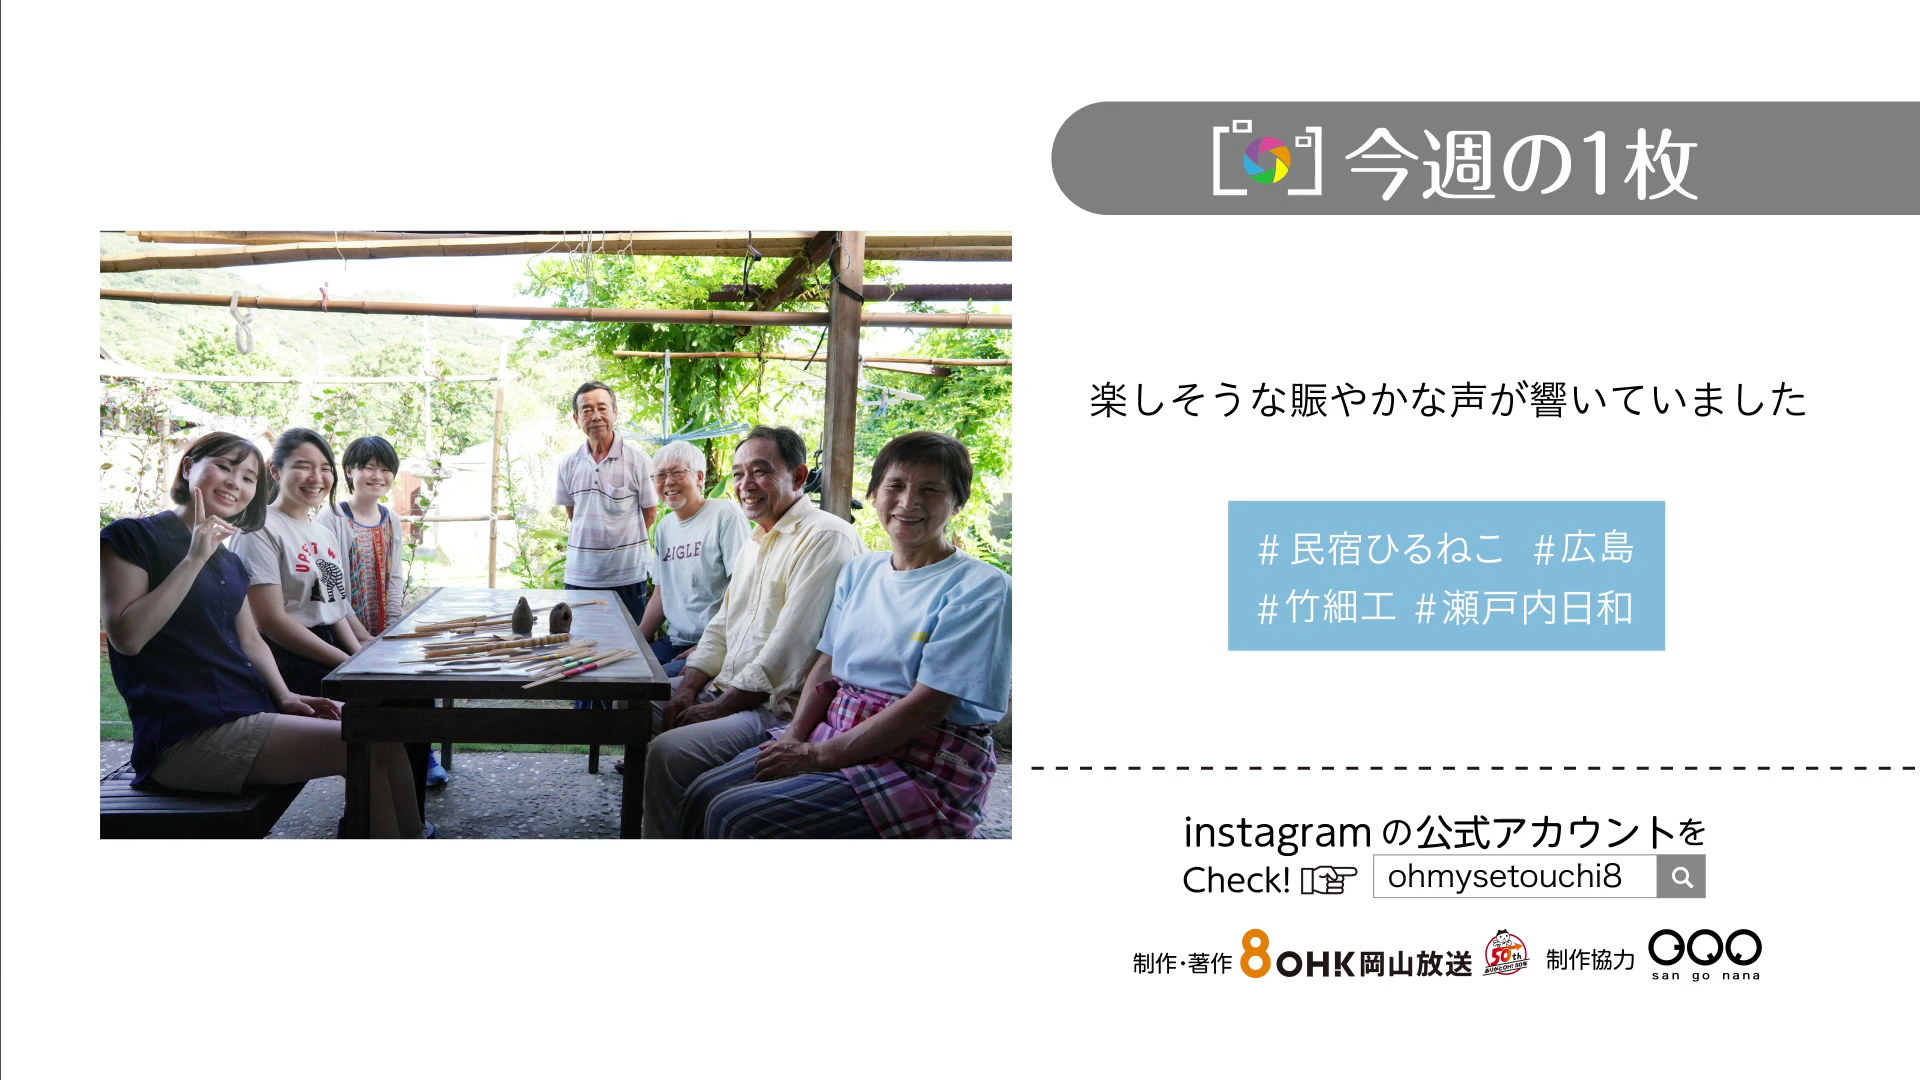 今週の1枚
楽しそうな賑やかな声が響いていました
#民宿ひるねこ #広島
#竹細工 #瀬戸内日和
instagramの公式アカウントを
Check! ohmysetouchi8
制作・著作 8 OHK岡山放送 50th 制作協力
san go nana
AIGLE